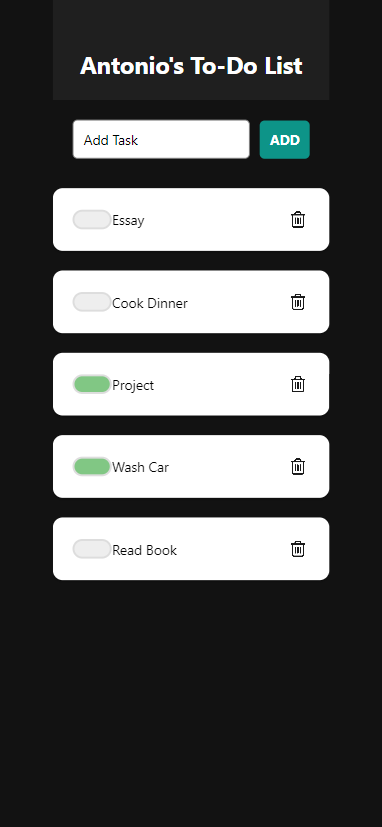 Antonio's To-Do List
Add Task
ADD
Essay
Cook Dinner
Project
Wash Car
Read Book